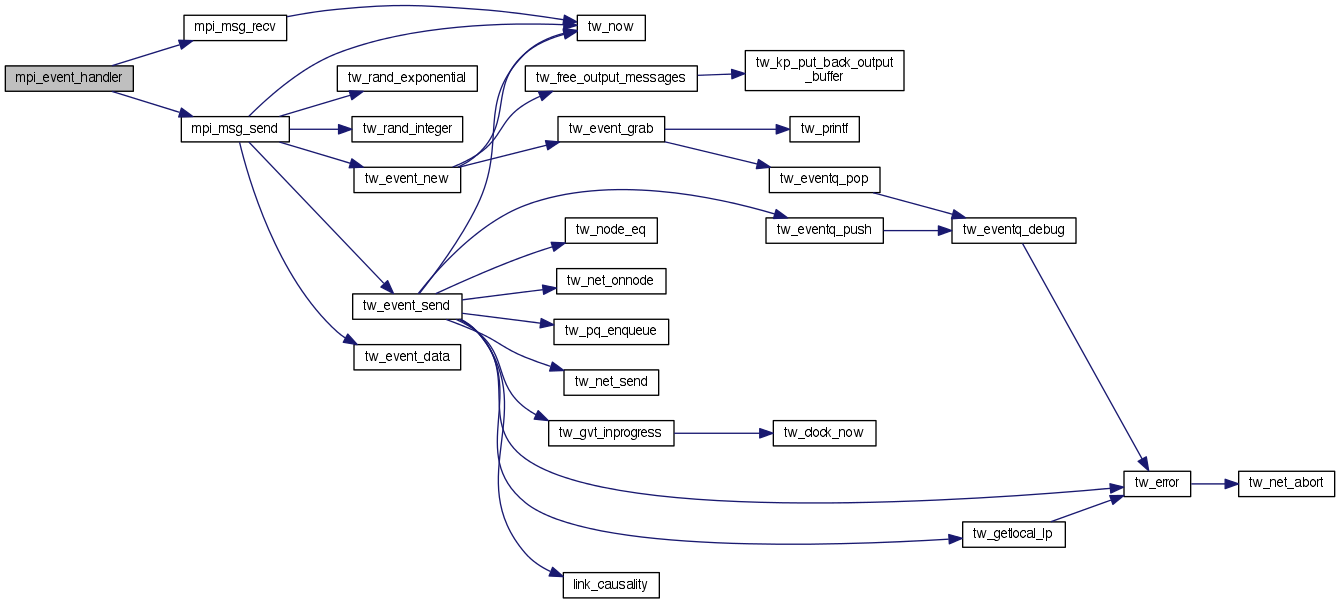 mpi_msg_recv
tw_now
mpi_event_handler
tw_rand_exponential
tw_free_output_messages
tw_kp_put_back_output
_buffer
mpi_msg_send
tw_rand_integer
tw_event_grab
tw_printf
tw_event_new
tw_eventq_pop
tw_node_eq
tw_eventq_push
tw_eventq_debug
tw_net_onnode
tw_event_send
tw_pq_enqueue
tw_event_data
tw_net_send
tw_gvt_inprogress
tw_clock_now
tw_error
tw_net_abort
tw_getlocal_lp
link_causality